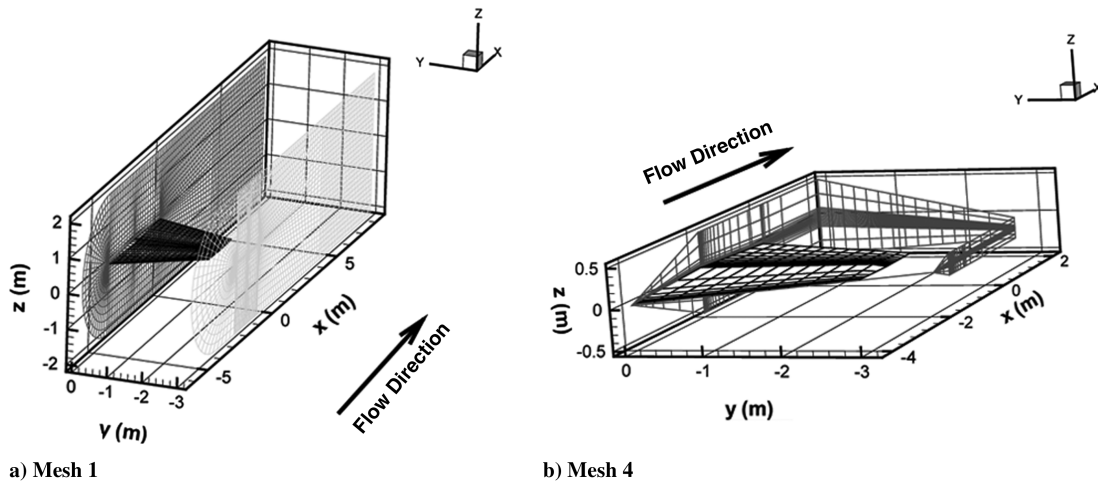 Z
Y
X
2
1
0
-1
-2
z (m)
0
-1
-2
-3
y (m)
-5
0
5
x (m)
Flow Direction
a) Mesh 1
Z
Y
X
Flow Direction
0.5
0
-0.5
z (m)
0
-1
-2
-3
y (m)
-4
-2
0
2
x (m)
b) Mesh 4